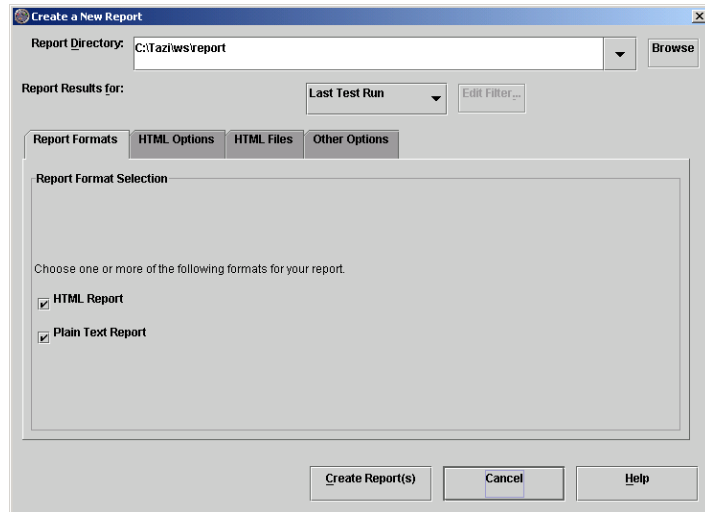 Create a New Report
Report Directory: C:\Tazi\ws\report Browse
Report Results for: Last Test Run Edit Filter...
Report Formats HTML Options HTML Files Other Options
Report Format Selection
Choose one or more of the following formats for your report.
HTML Report
Plain Text Report
Create Report(s) Cancel Help